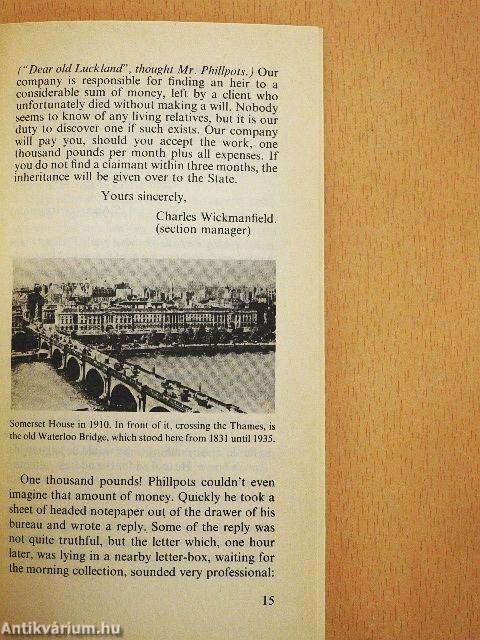 (“Dear old Luckland”, thought Mr. Phillpots.) Our
company is responsible for finding an heir to a
considerable sum of money, left by a client who
unfortunately died without making a will. Nobody
seems to know of any living relatives, but it is our
duty to discover one if such exists. Our company
will pay you, should you accept the work, one
thousand pounds per month plus all expenses. If
you do not find a claimant within three months, the
inheritance will be given over to the State.
Yours sincerely,
Charles Wickmanfield.
(section manager)
Somerset House in 1910. In front of it, crossing the Thames, is
the old Waterloo Bridge, which stood here from 1831 until 1935.
One thousand pounds! Phillpots couldn’t even
imagine that amount of money. Quickly he took a
sheet of headed notepaper out of the drawer of his
bureau and wrote a reply. Some of the reply was
not quite truthful, but the letter which, one hour
later, was lying in a nearby letter-box, waiting for
the morning collection, sounded very professional:
15
Antikvárium.hu